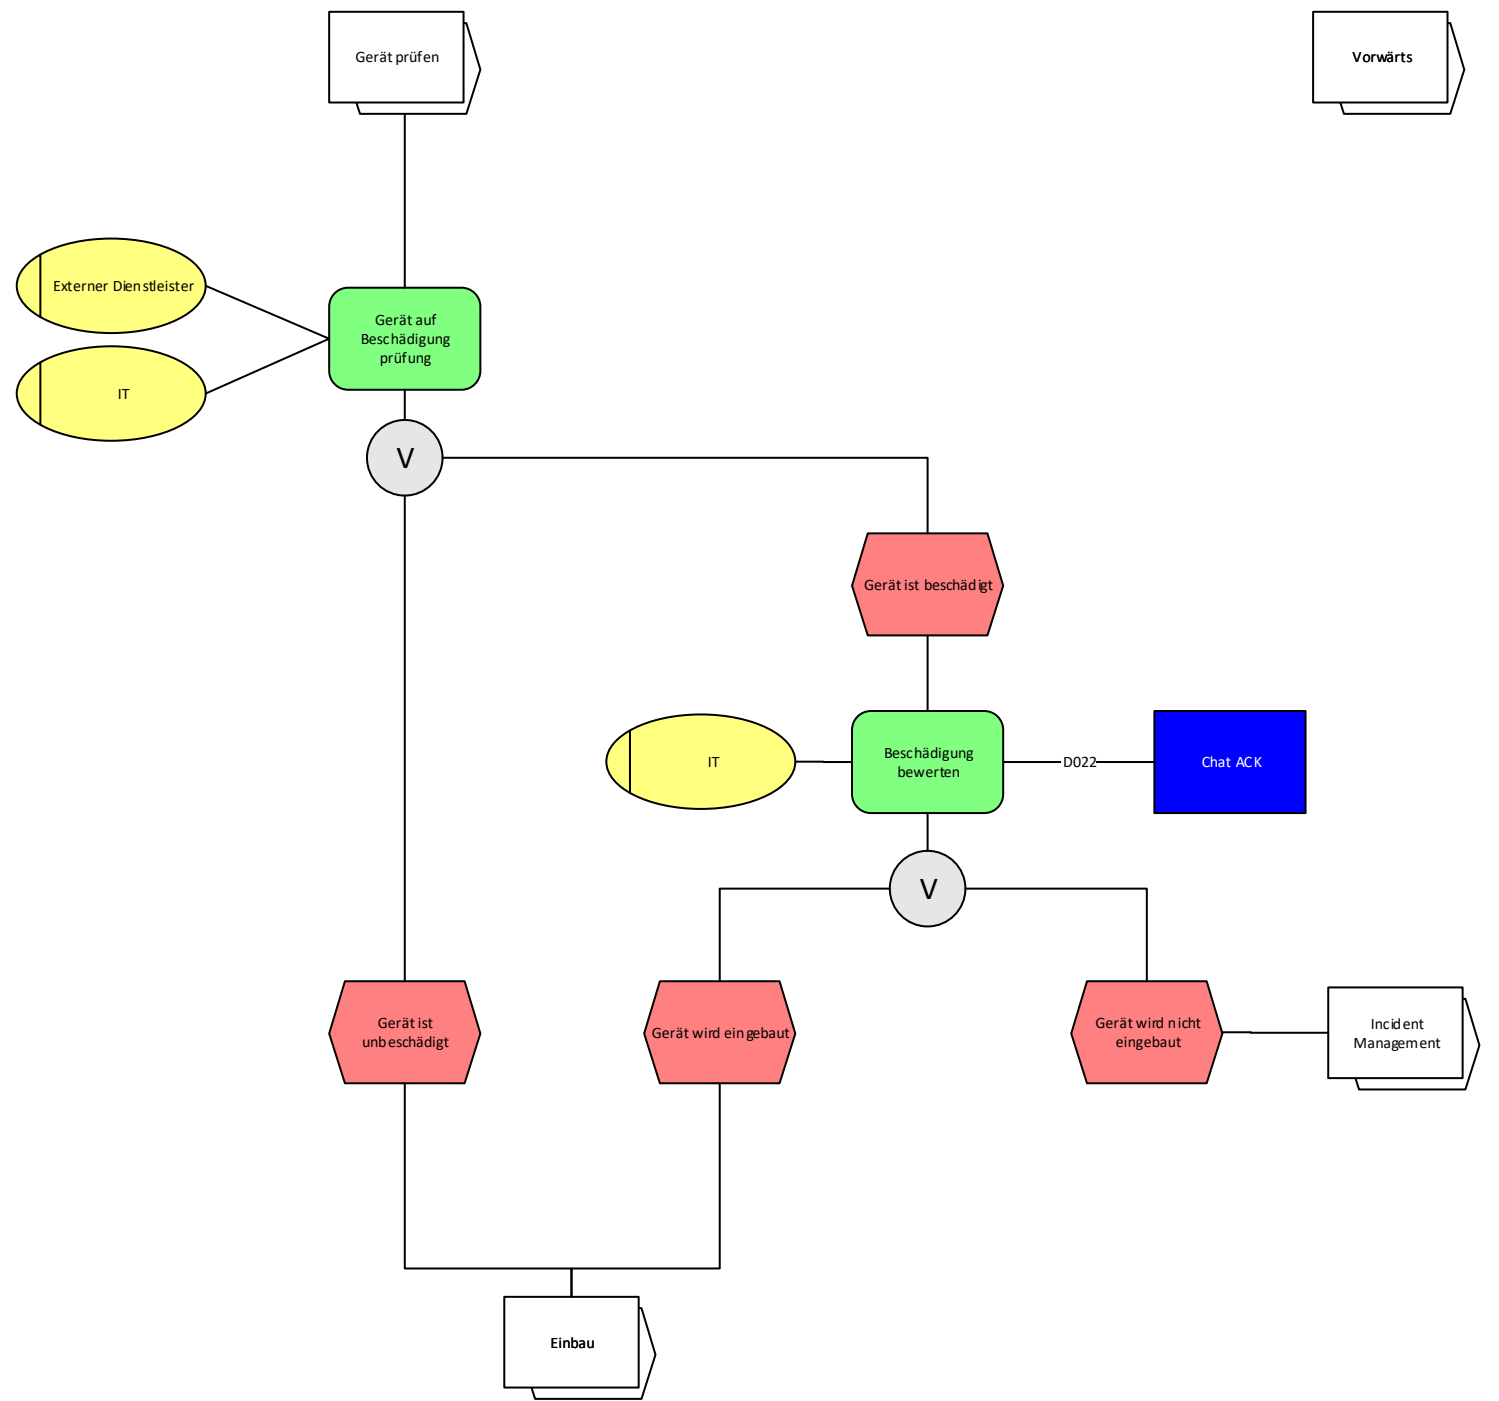 Gerät prüfen
Vorwärts
Externer Dienstleister
Gerät auf
Beschädigung
prüfung
IT
V
Gerät ist beschädigt
IT
Beschädigung
bewerten
D022
Chat ACK
V
Gerät ist
unbeschädigt
Gerät wird eingebaut
Gerät wird nicht
eingebaut
Incident
Management
Einbau